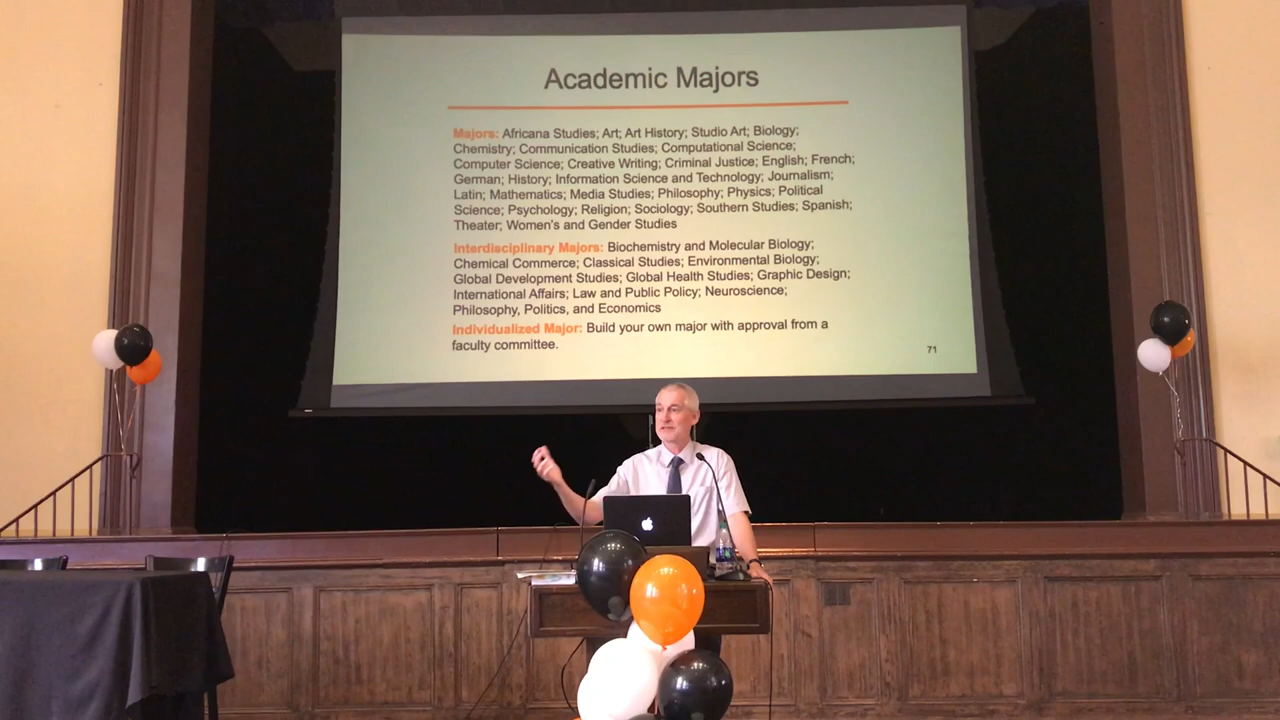 Academic Majors
Majors: Africana Studies; Art; Art History; Studio Art; Biology;
Chemistry; Communication Studies; Computational Science;
Computer Science; Creative Writing; Criminal Justice; English; French;
German; History; Information Science and Technology; Journalism;
Latin; Mathematics; Media Studies; Philosophy; Physics; Political
Science; Psychology; Religion; Sociology; Southern Studies; Spanish;
Theater; Women's and Gender Studies
Interdisciplinary Majors: Biochemistry and Molecular Biology;
Chemical Commerce; Classical Studies; Environmental Biology;
Global Development Studies; Global Health Studies; Graphic Design;
International Affairs; Law and Public Policy; Neuroscience;
Philosophy, Politics, and Economics
Individualized Major: Build your own major with approval from a
faculty committee.
71